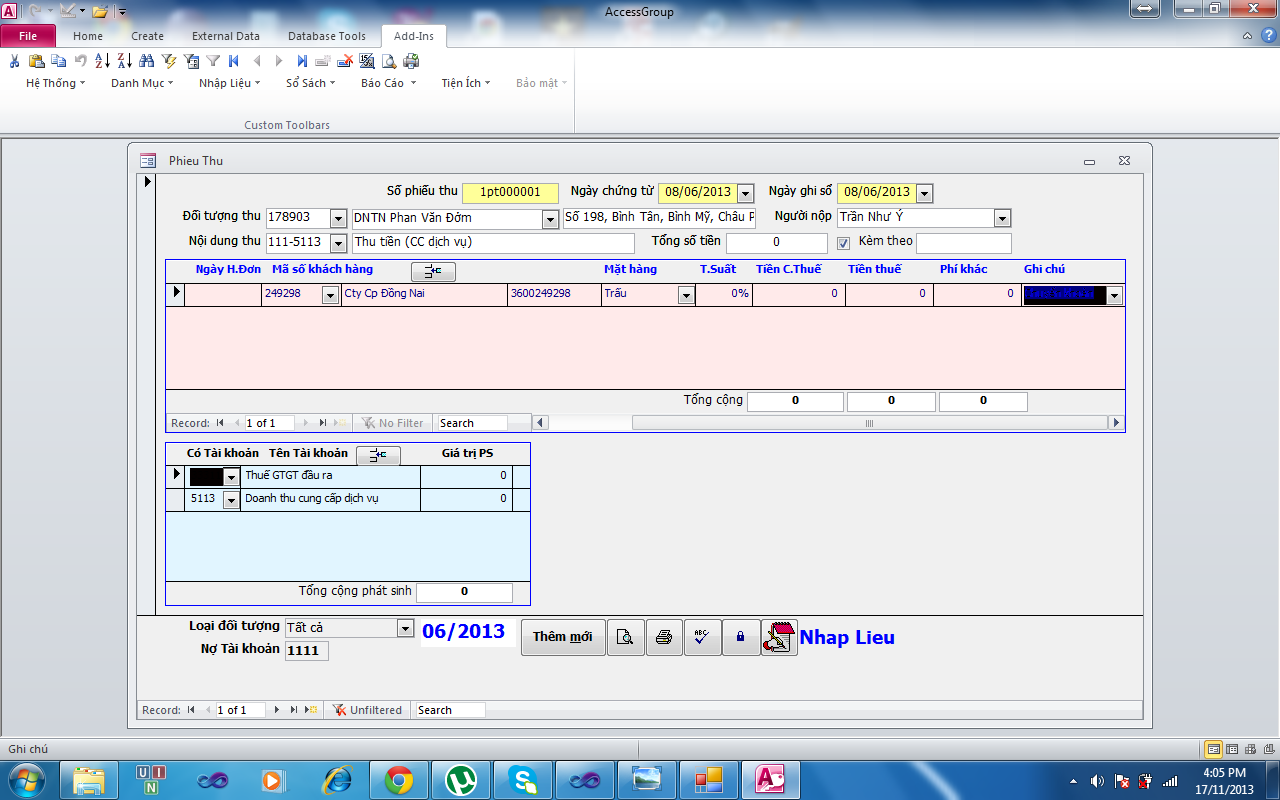 AccessGroup
File Home Create External Data Database Tools Add-Ins
Hệ Thống Danh Mục Nhập Liệu Sổ Sách Báo Cáo Tiện Ích Bảo mật
Custom Toolbars
Phieu Thu
Số phiếu thu 1pt000001 Ngày chứng từ 08/06/2013 Ngày ghi sổ 08/06/2013
Đối tượng thu 178903 DNTN Phan Văn Đởm Số 198, Bình Tân, Bình Mỹ, Châu P Người nộp Trần Như Ý
Nội dung thu 111-5113 Thu tiền (CC dịch vụ) Tổng số tiền 0 Kèm theo
Ngày H.Đơn Mã số khách hàng Mặt hàng T.Suất Tiền C.Thuế Tiền thuế Phí khác Ghi chú
249298 Cty Cp Đồng Nai 3600249298 Trấu 0% 0 0 0
Tổng cộng 0 0 0
Record: 1 of 1 No Filter Search
Có Tài khoản Tên Tài khoản Giá trị PS
Thuế GTGT đầu ra 0
5113 Doanh thu cung cấp dịch vụ 0
Tổng cộng phát sinh 0
Loại đối tượng Tất cả 06/2013 Thêm mới ABC Nhap Lieu
Nợ Tài khoản 1111
Record: 1 of 1 Unfiltered Search
Ghi chú
U I N
4:05 PM
17/11/2013